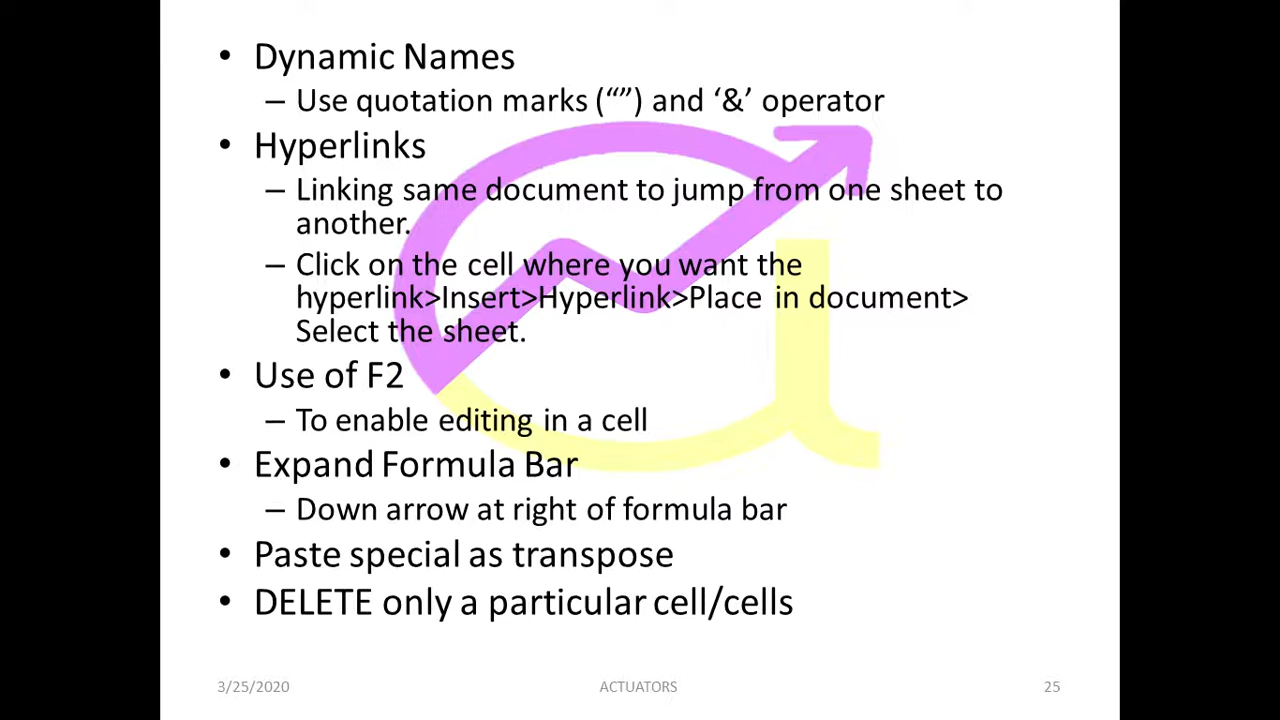 • Dynamic Names
– Use quotation marks (“”) and ‘&’ operator
• Hyperlinks
– Linking same document to jump from one sheet to
another.
– Click on the cell where you want the
hyperlink>Insert>Hyperlink>Place in document>
Select the sheet.
• Use of F2
– To enable editing in a cell
• Expand Formula Bar
– Down arrow at right of formula bar
• Paste special as transpose
• DELETE only a particular cell/cells
3/25/2020 ACTUATORS 25